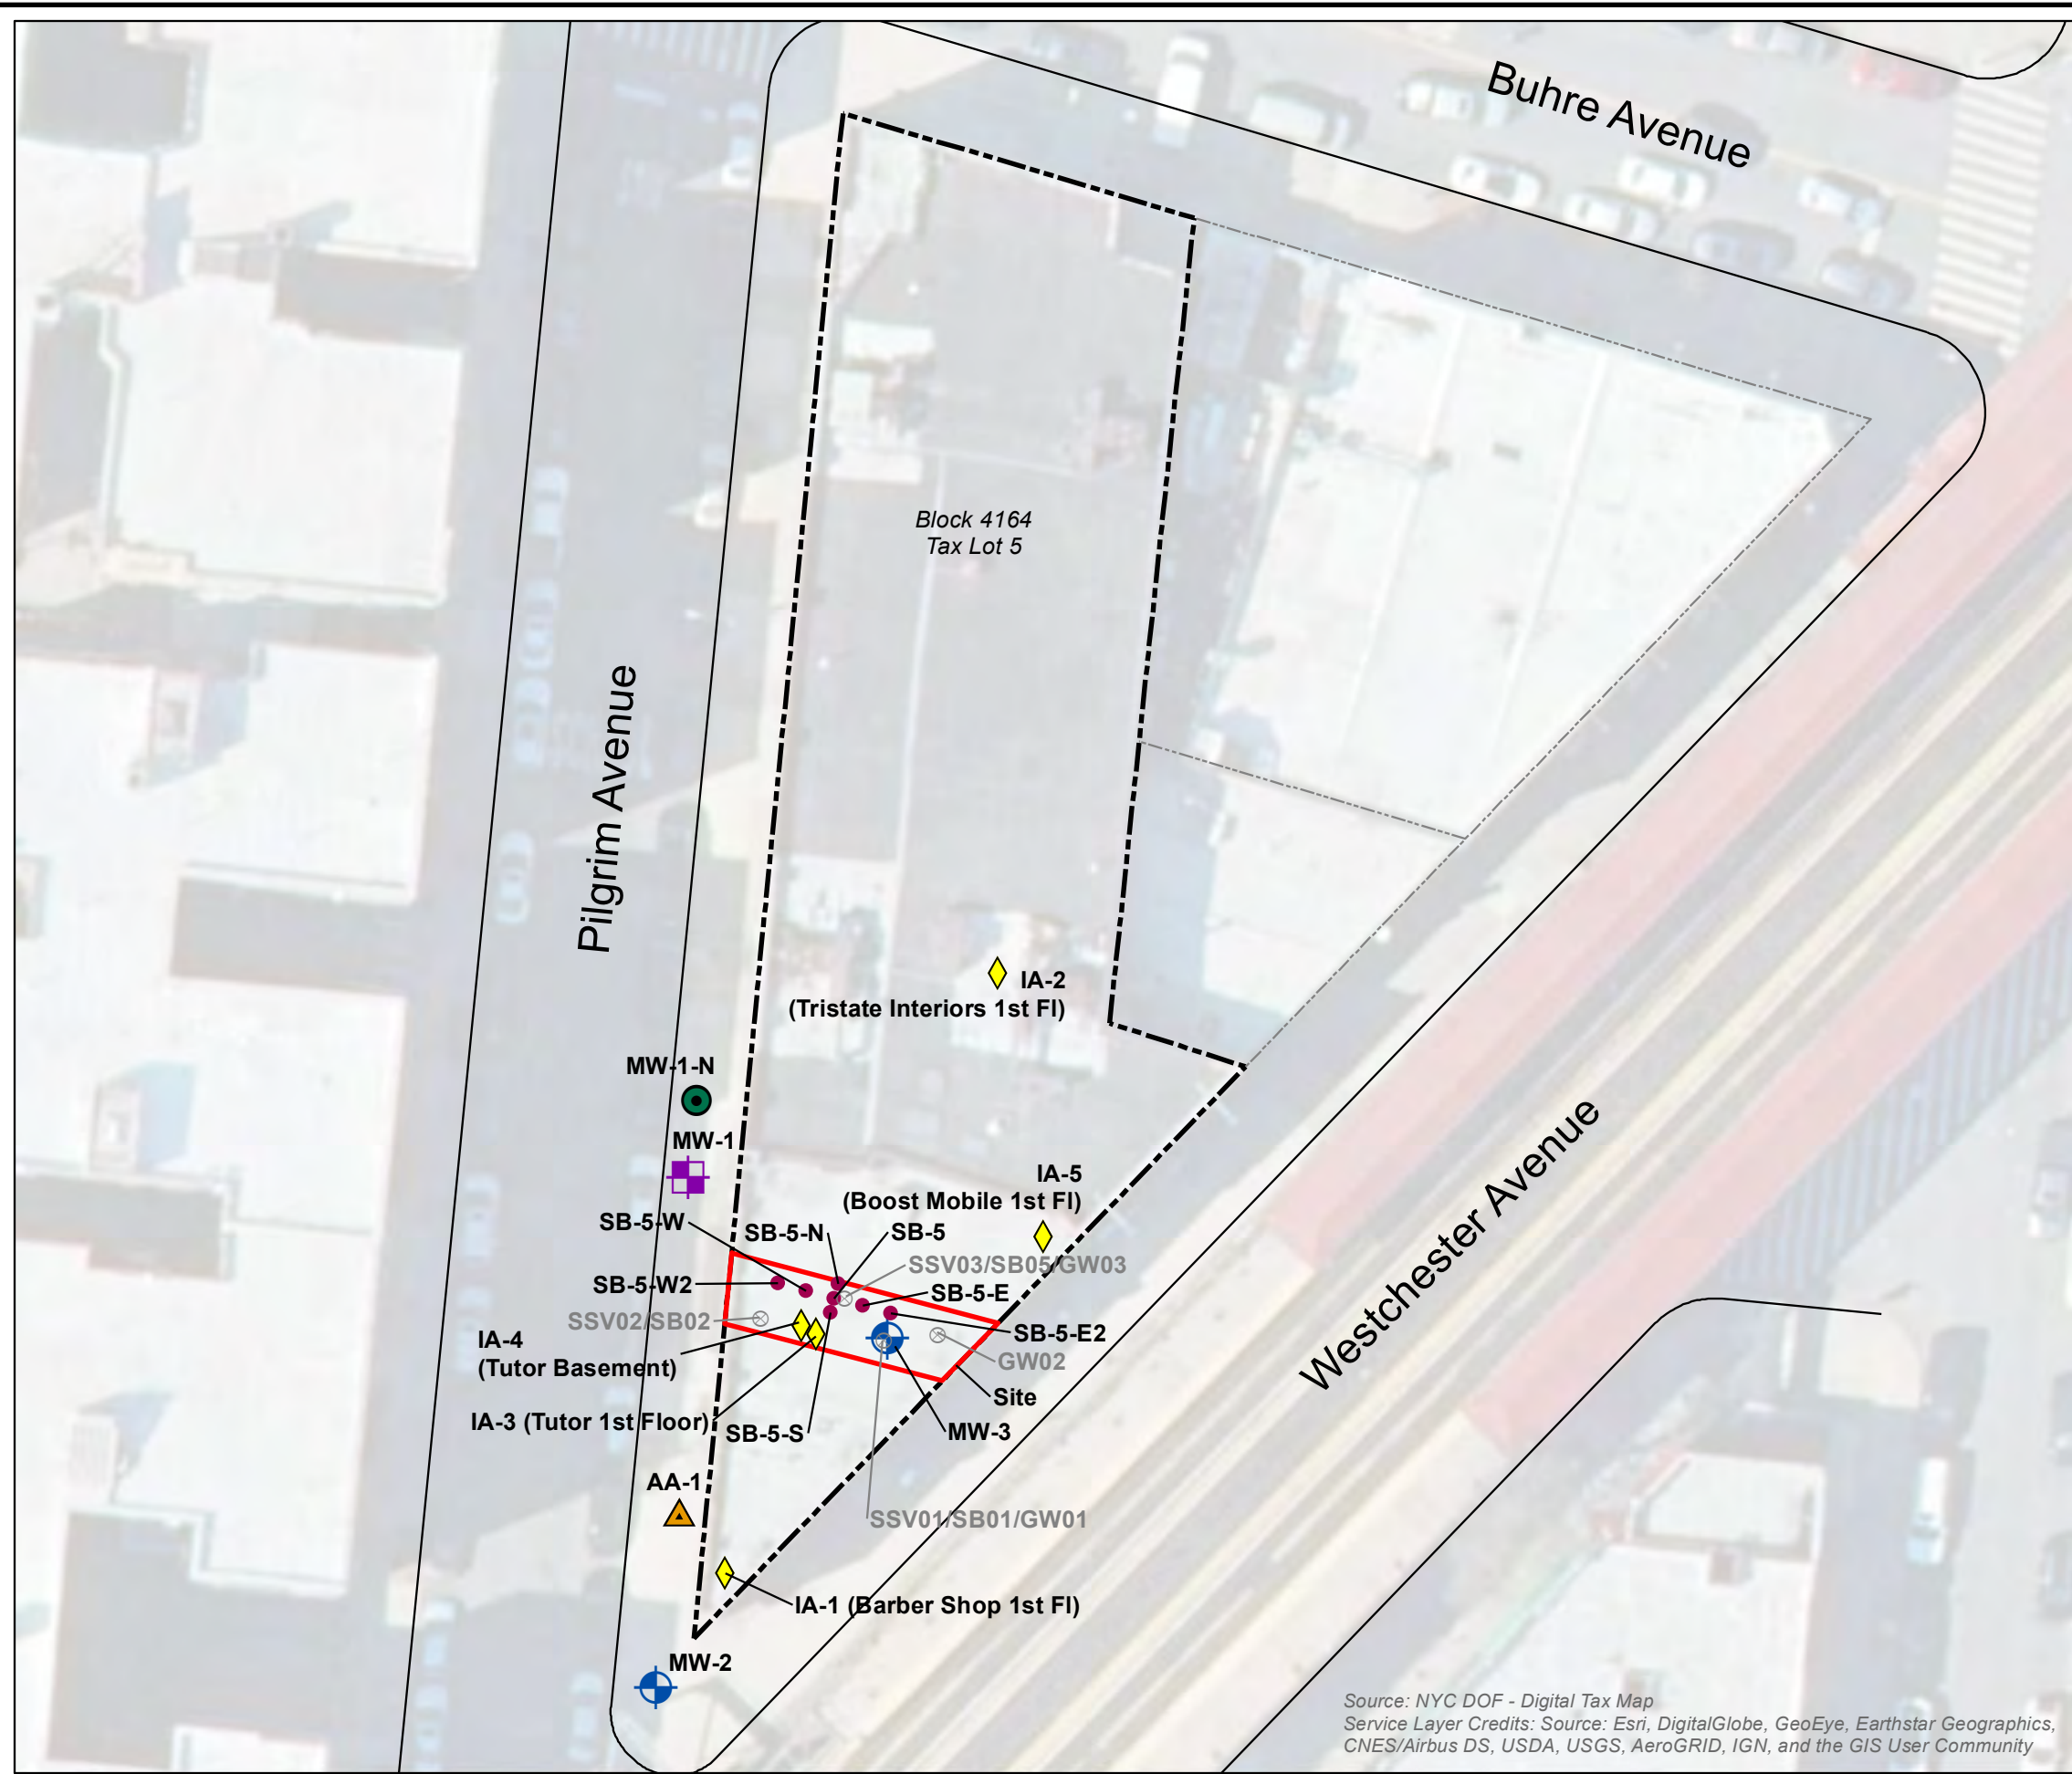 Buhre Avenue
Block 4164
Tax Lot 5
Pilgrim Avenue
IA-2
(Tristate Interiors 1st Fl)
MW-1-N
MW-1
IA-5
(Boost Mobile 1st Fl)
SB-5-W
SB-5-N
SB-5
SSV03/SB05/GW03
SB-5-W2
SB-5-E
SSV02/SB02
SB-5-E2
IA-4
(Tutor Basement)
GW02
Site
IA-3 (Tutor 1st Floor)
SB-5-S
MW-3
Westchester Avenue
AA-1
SSV01/SB01/GW01
IA-1 (Barber Shop 1st Fl)
MW-2
Source: NYC DOF - Digital Tax Map
Service Layer Credits: Source: Esri, DigitalGlobe, GeoEye, Earthstar Geographics,
CNES/Airbus DS, USDA, USGS, AeroGRID, IGN, and the GIS User Community